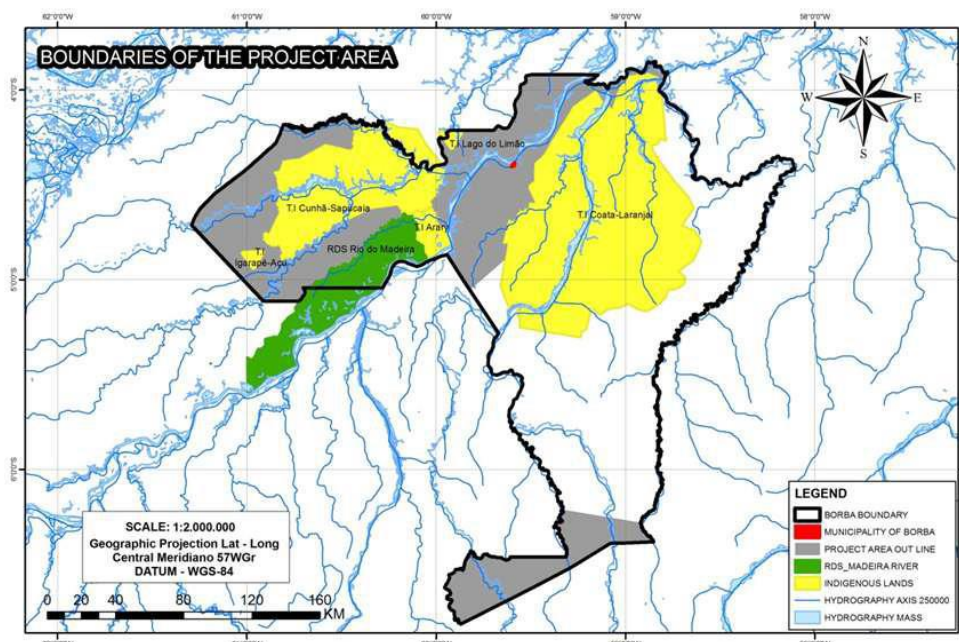 62°0'0"W 61°0'0"W 60°0'0"W 59°0'0"W 58°0'0"W
BOUNDARIES OF THE PROJECT AREA
N
W E
S
4°0'0"S
T.I Lago do Limão
T.I Cunhã-Sapucaia
T.I Arary
T.I Coata-Laranjal
RDS Rio do Madeira
T.I
Igarapé-Açu
5°0'0"S
6°0'0"S
SCALE: 1:2.000.000
Geographic Projection Lat - Long
Central Meridiano 57WGr
DATUM - WGS-84
0 20 40 80 120 160
KM
LEGEND
BORBA BOUNDARY
MUNICIPALITY OF BORBA
PROJECT AREA OUT LINE
RDS_MADEIRA RIVER
INDIGENOUS LANDS
HYDROGRAPHY AXIS 250000
HYDROGRAPHY MASS